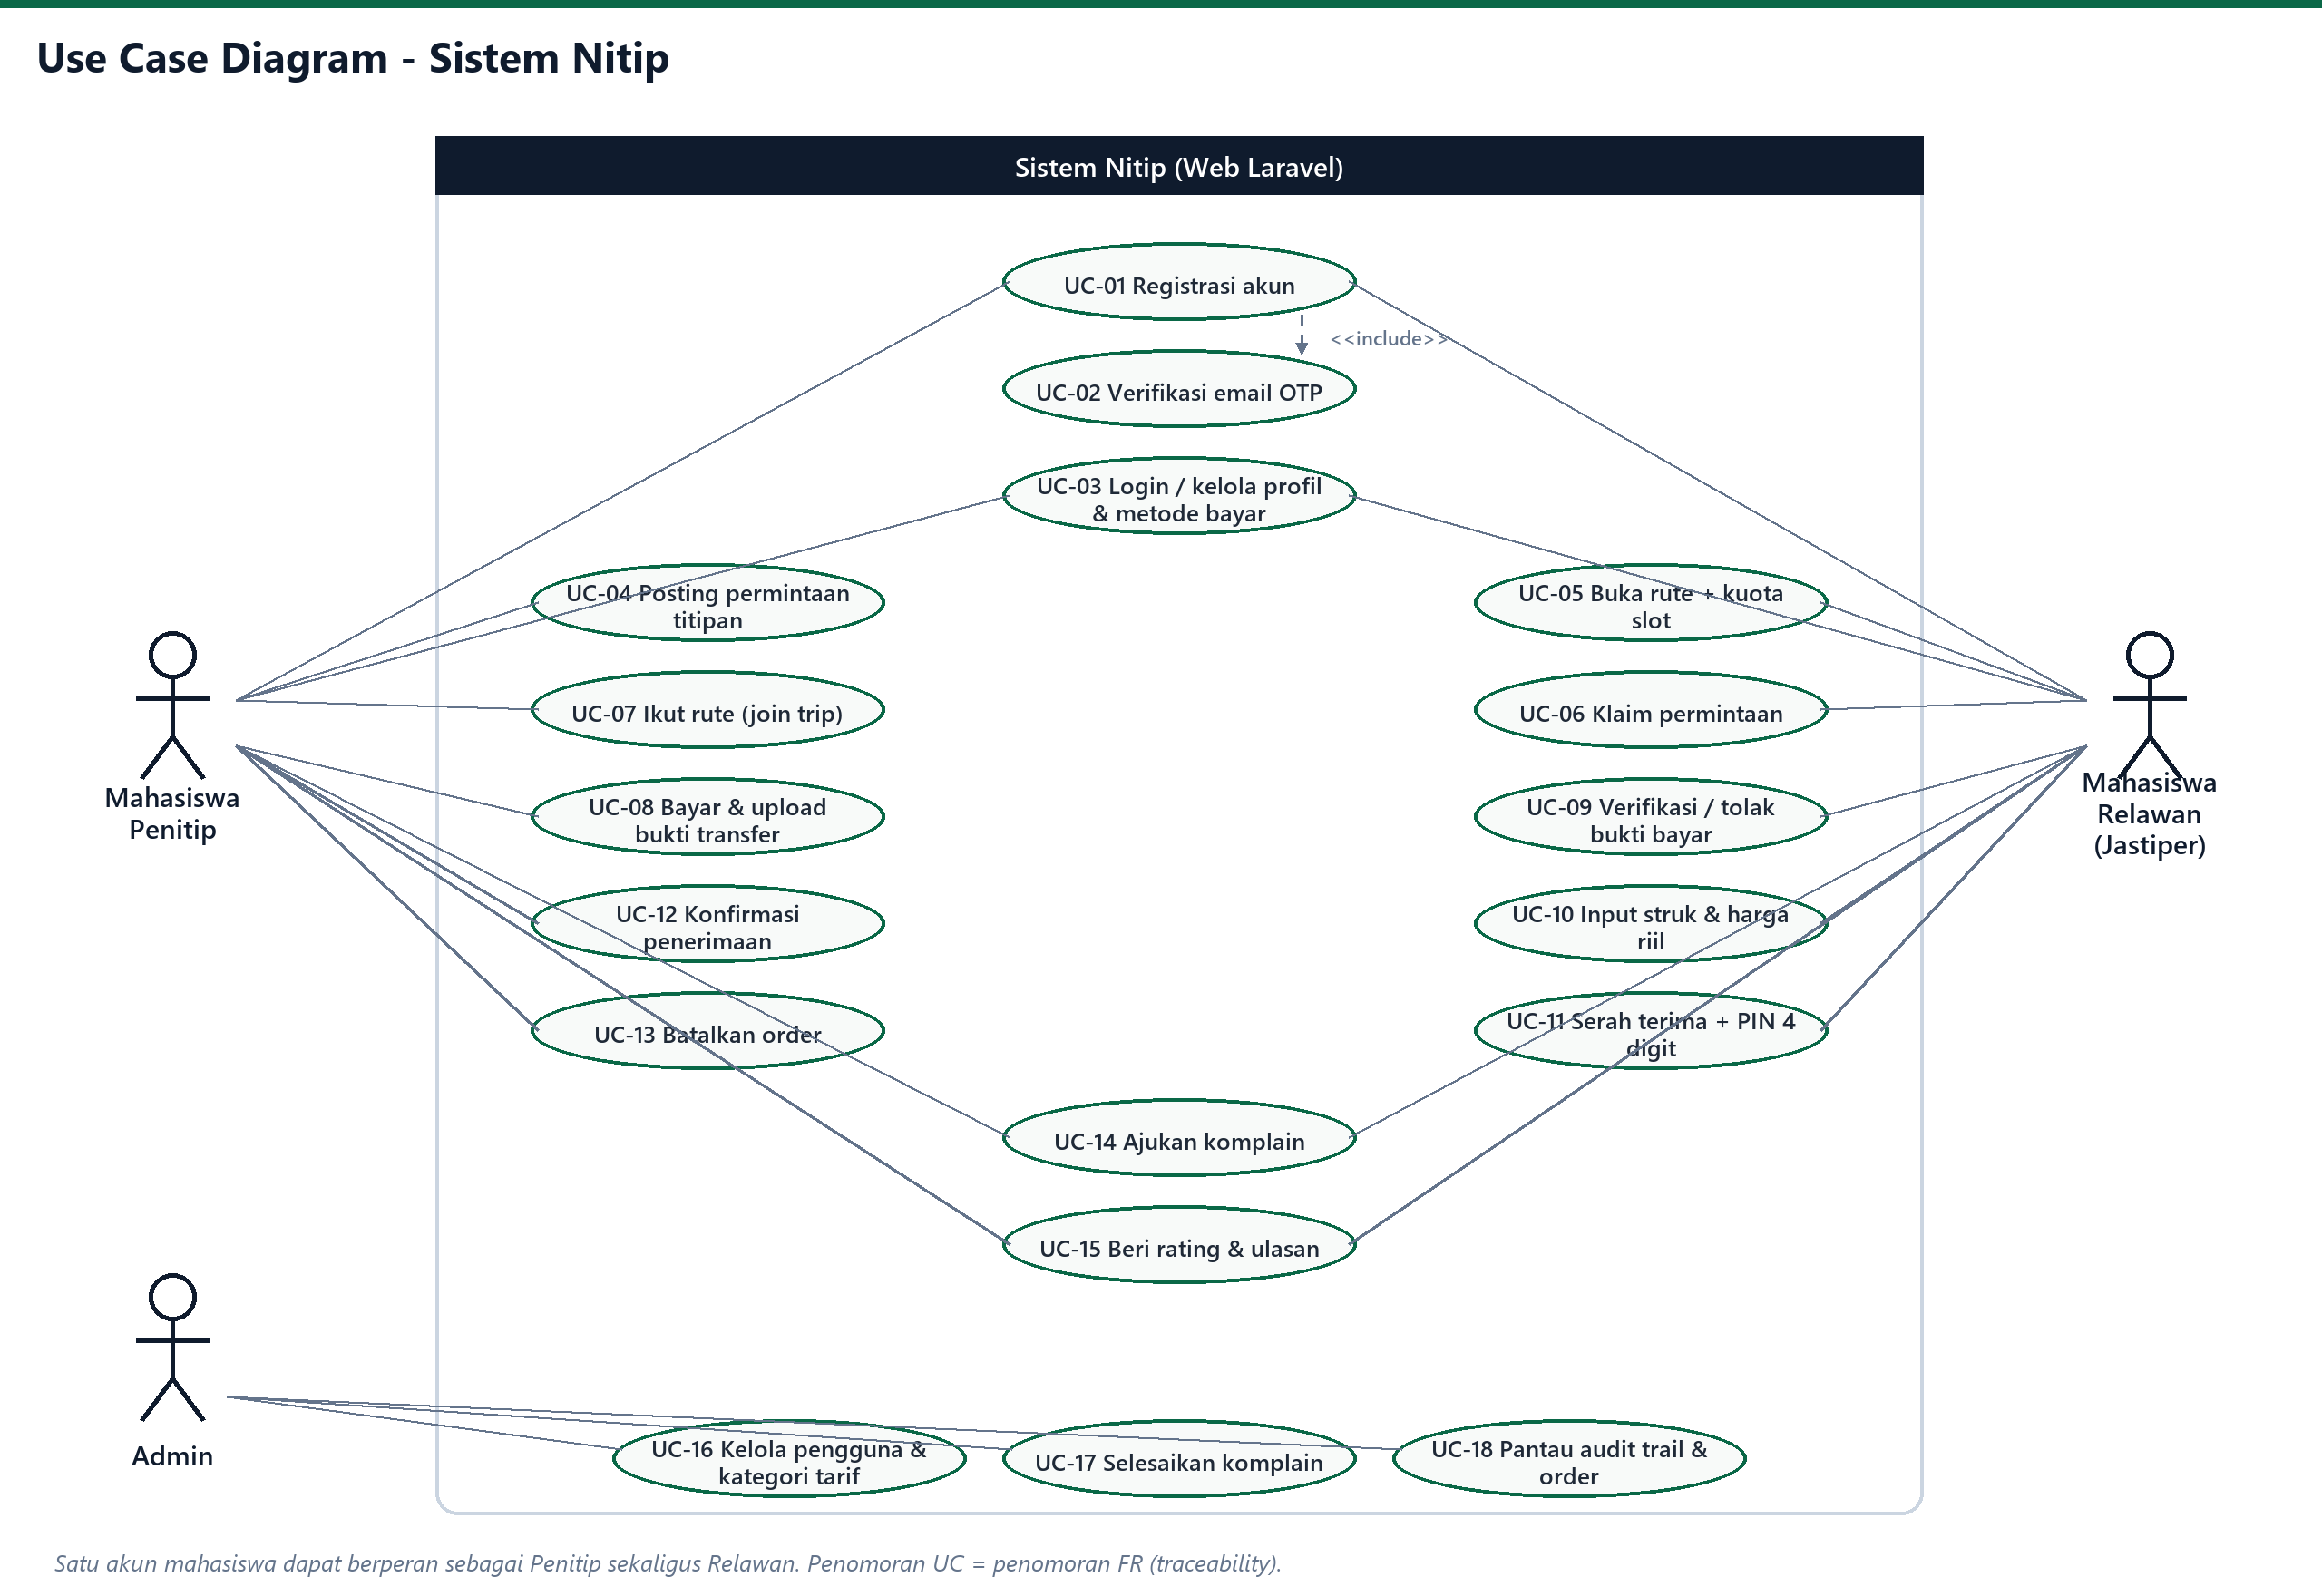 Use Case Diagram - Sistem Nitip
Sistem Nitip (Web Laravel)
UC-01 Registrasi akun
<<include>>
UC-02 Verifikasi email OTP
UC-03 Login / kelola profil
& metode bayar
UC-04 Posting permintaan
titipan
UC-05 Buka rute + kuota
slot
UC-07 Ikut rute (join trip)
UC-06 Klaim permintaan
Mahasiswa
Penitip
Mahasiswa
Relawan
(Jastiper)
UC-08 Bayar & upload
bukti transfer
UC-09 Verifikasi / tolak
bukti bayar
UC-12 Konfirmasi
penerimaan
UC-10 Input struk & harga
riil
UC-13 Batalkan order
UC-11 Serah terima + PIN 4
digit
UC-14 Ajukan komplain
UC-15 Beri rating & ulasan
Admin
UC-16 Kelola pengguna &
kategori tarif
UC-17 Selesaikan komplain
UC-18 Pantau audit trail &
order
Satu akun mahasiswa dapat berperan sebagai Penitip sekaligus Relawan. Penomoran UC = penomoran FR (traceability).